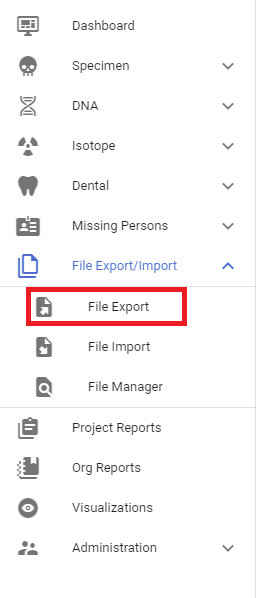 Dashboard
Specimen
DNA
Isotope
Dental
Missing Persons
File Export/Import
File Export
File Import
File Manager
Project Reports
Org Reports
Visualizations
Administration